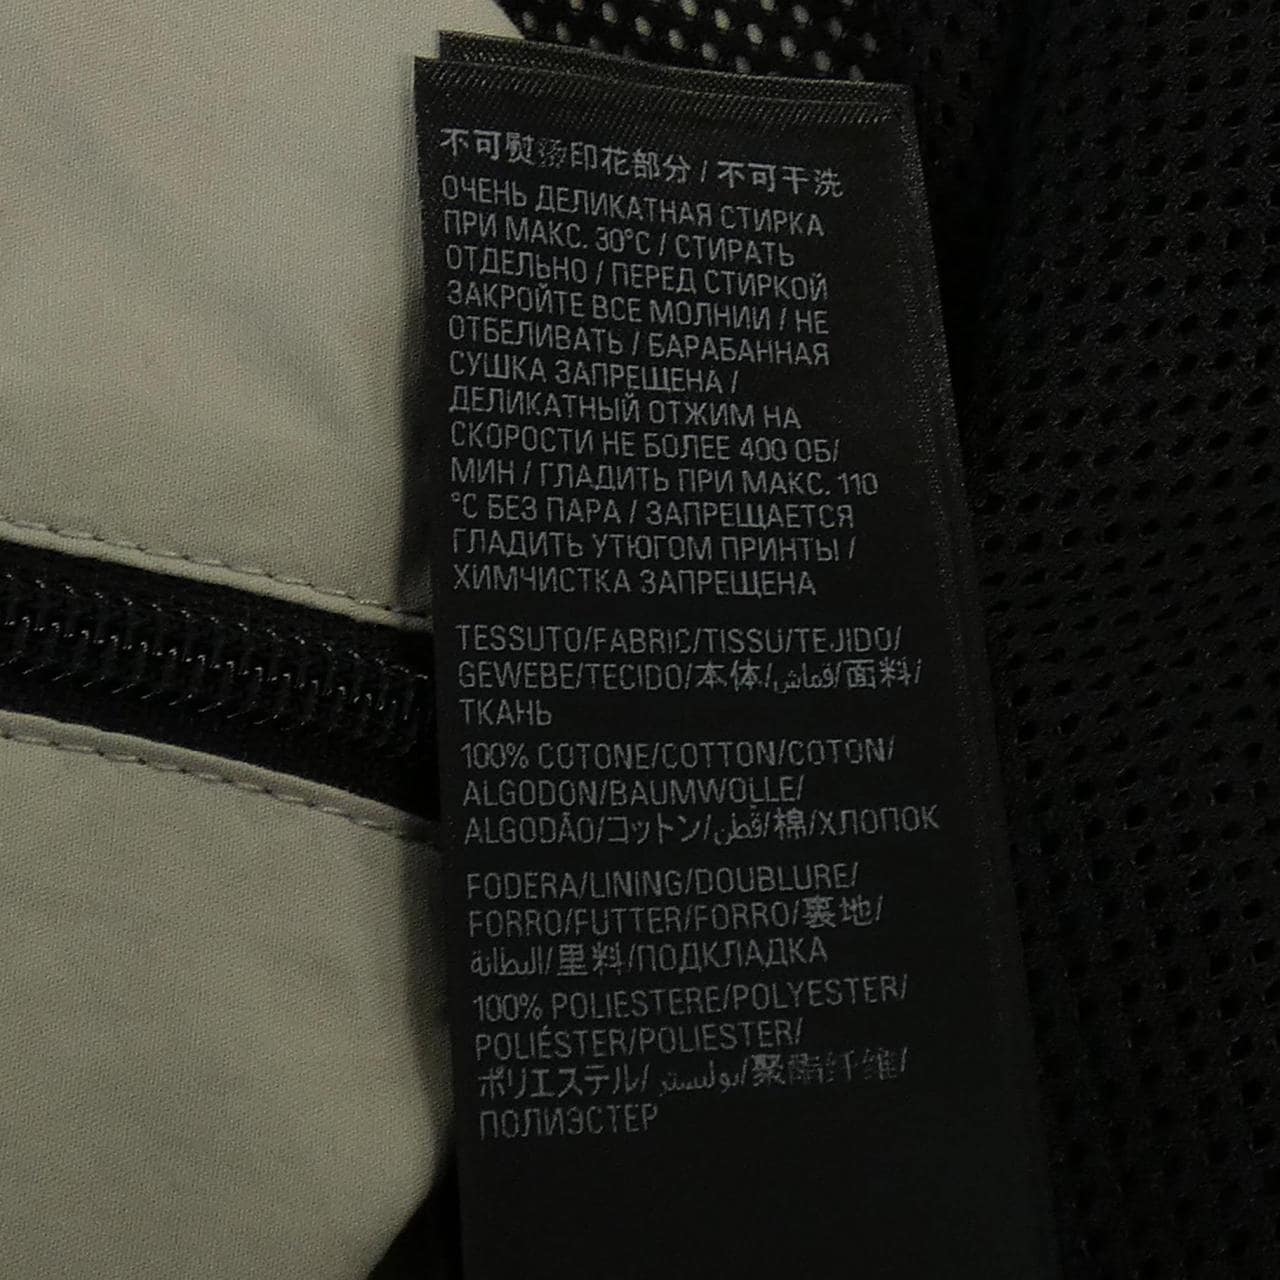 不可熨烫印花部分 / 不可干洗
ОЧЕНЬ ДЕЛИКАТНАЯ СТИРКА
ПРИ МАКС. 30°C / СТИРАТЬ
ОТДЕЛЬНО / ПЕРЕД СТИРКОЙ
ЗАКРОЙТЕ ВСЕ МОЛНИИ / НЕ
ОТБЕЛИВАТЬ / БАРАБАННАЯ
СУШКА ЗАПРЕЩЕНА /
ДЕЛИКАТНЫЙ ОТЖИМ НА
СКОРОСТИ НЕ БОЛЕЕ 400 ОБ/
МИН / ГЛАДИТЬ ПРИ МАКС. 110
°C БЕЗ ПАРА / ЗАПРЕЩАЕТСЯ
ГЛАДИТЬ УТЮГОМ ПРИНТЫ /
ХИМЧИСТКА ЗАПРЕЩЕНА
TESSUTO/FABRIC/TISSU/TEJIDO/
GEWEBE/TECIDO/本体/قماش/面料/
ТКАНЬ
100% COTONE/COTTON/COTON/
ALGODON/BAUMWOLLE/
ALGODÃO/コットン/قطن/棉/ХЛОПОК
FODERA/LINING/DOUBLURE/
FORRO/FUTTER/FORRO/裏地/
البطانة/里料/ПОДКЛАДКА
100% POLIESTERE/POLYESTER/
POLIÉSTER/POLIESTER/
ポリエステル/بوليستر/聚酯纤维/
ПОЛИЭСТЕР